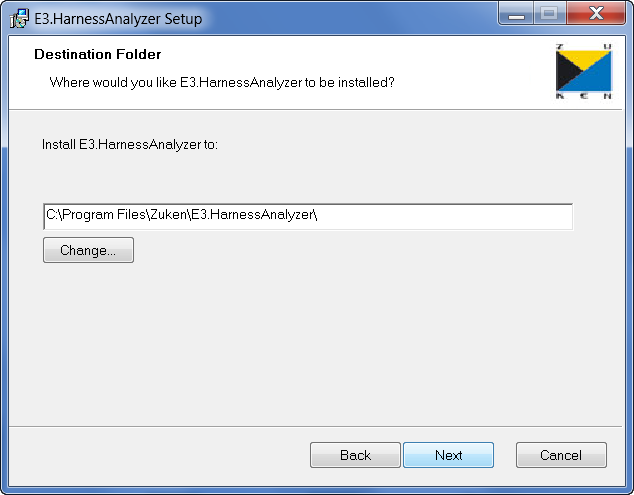 E3.HarnessAnalyzer Setup
Destination Folder
Where would you like E3.HarnessAnalyzer to be installed?
Z U
K E N
Install E3.HarnessAnalyzer to:
C:\Program Files\Zuken\E3.HarnessAnalyzer\
Change...
Back Next Cancel